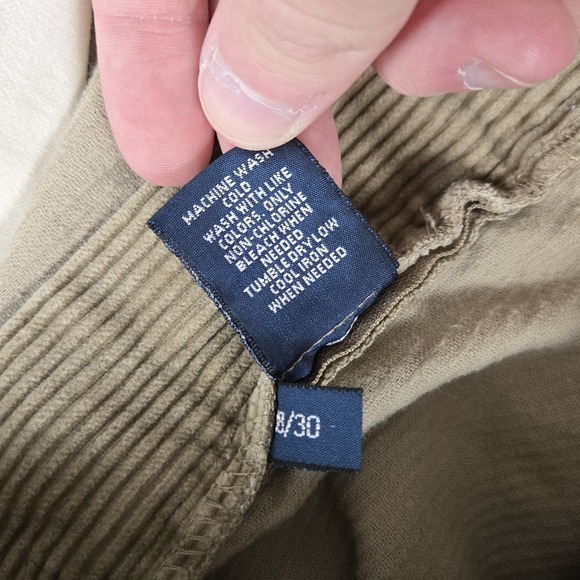 MACHINE WASH
COLD
WASH WITH LIKE
COLORS. ONLY
NON-CHLORINE
BLEACH WHEN
NEEDED
TUMBLE DRY LOW
COOL IRON
WHEN NEEDED
8/30